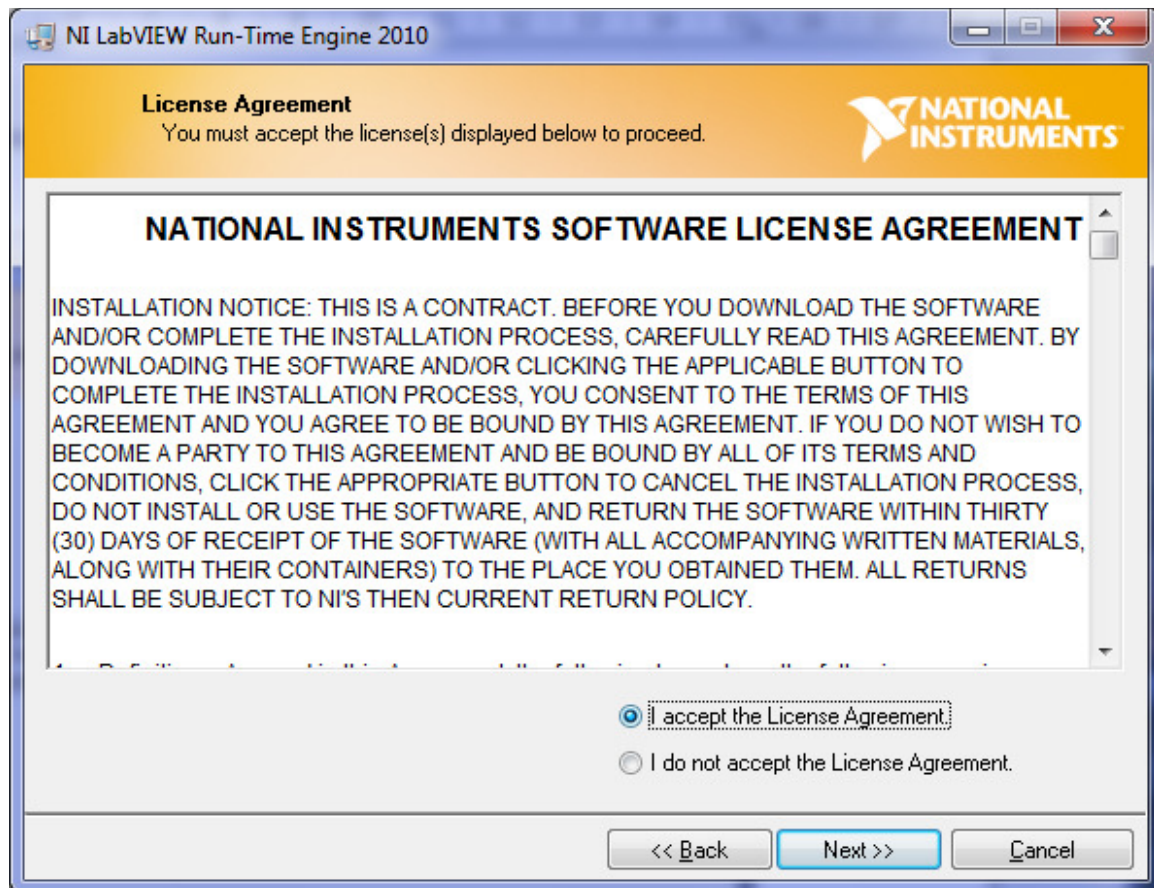 NI LabVIEW Run-Time Engine 2010
License Agreement
You must accept the license(s) displayed below to proceed.
NATIONAL
INSTRUMENTS
NATIONAL INSTRUMENTS SOFTWARE LICENSE AGREEMENT
INSTALLATION NOTICE: THIS IS A CONTRACT. BEFORE YOU DOWNLOAD THE SOFTWARE
AND/OR COMPLETE THE INSTALLATION PROCESS, CAREFULLY READ THIS AGREEMENT. BY
DOWNLOADING THE SOFTWARE AND/OR CLICKING THE APPLICABLE BUTTON TO
COMPLETE THE INSTALLATION PROCESS, YOU CONSENT TO THE TERMS OF THIS
AGREEMENT AND YOU AGREE TO BE BOUND BY THIS AGREEMENT. IF YOU DO NOT WISH TO
BECOME A PARTY TO THIS AGREEMENT AND BE BOUND BY ALL OF ITS TERMS AND
CONDITIONS, CLICK THE APPROPRIATE BUTTON TO CANCEL THE INSTALLATION PROCESS,
DO NOT INSTALL OR USE THE SOFTWARE, AND RETURN THE SOFTWARE WITHIN THIRTY
(30) DAYS OF RECEIPT OF THE SOFTWARE (WITH ALL ACCOMPANYING WRITTEN MATERIALS,
ALONG WITH THEIR CONTAINERS) TO THE PLACE YOU OBTAINED THEM. ALL RETURNS
SHALL BE SUBJECT TO NI'S THEN CURRENT RETURN POLICY.
I accept the License Agreement.
I do not accept the License Agreement.
<< Back
Next >>
Cancel